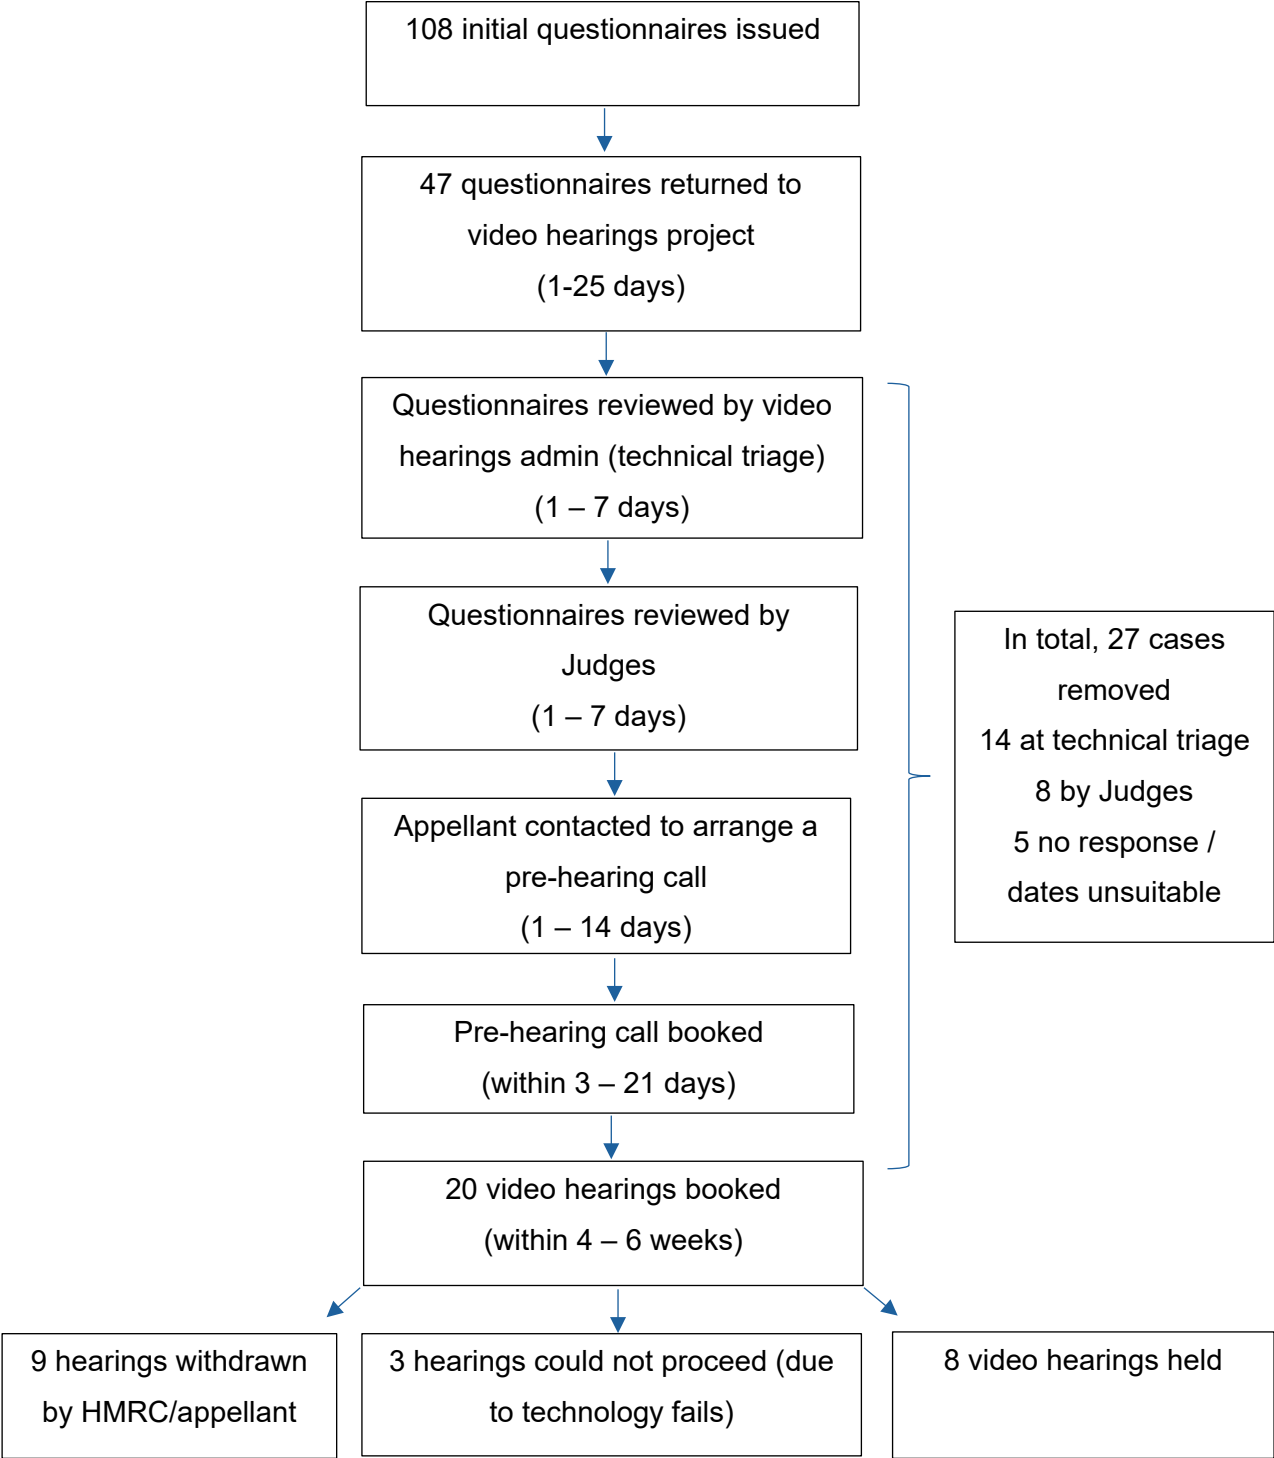 108 initial questionnaires issued
47 questionnaires returned to
video hearings project
(1-25 days)
Questionnaires reviewed by video
hearings admin (technical triage)
(1 – 7 days)
Questionnaires reviewed by
Judges
(1 – 7 days)
Appellant contacted to arrange a
pre-hearing call
(1 – 14 days)
Pre-hearing call booked
(within 3 – 21 days)
In total, 27 cases
removed
14 at technical triage
8 by Judges
5 no response /
dates unsuitable
20 video hearings booked
(within 4 – 6 weeks)
9 hearings withdrawn
by HMRC/appellant
3 hearings could not proceed (due
to technology fails)
8 video hearings held